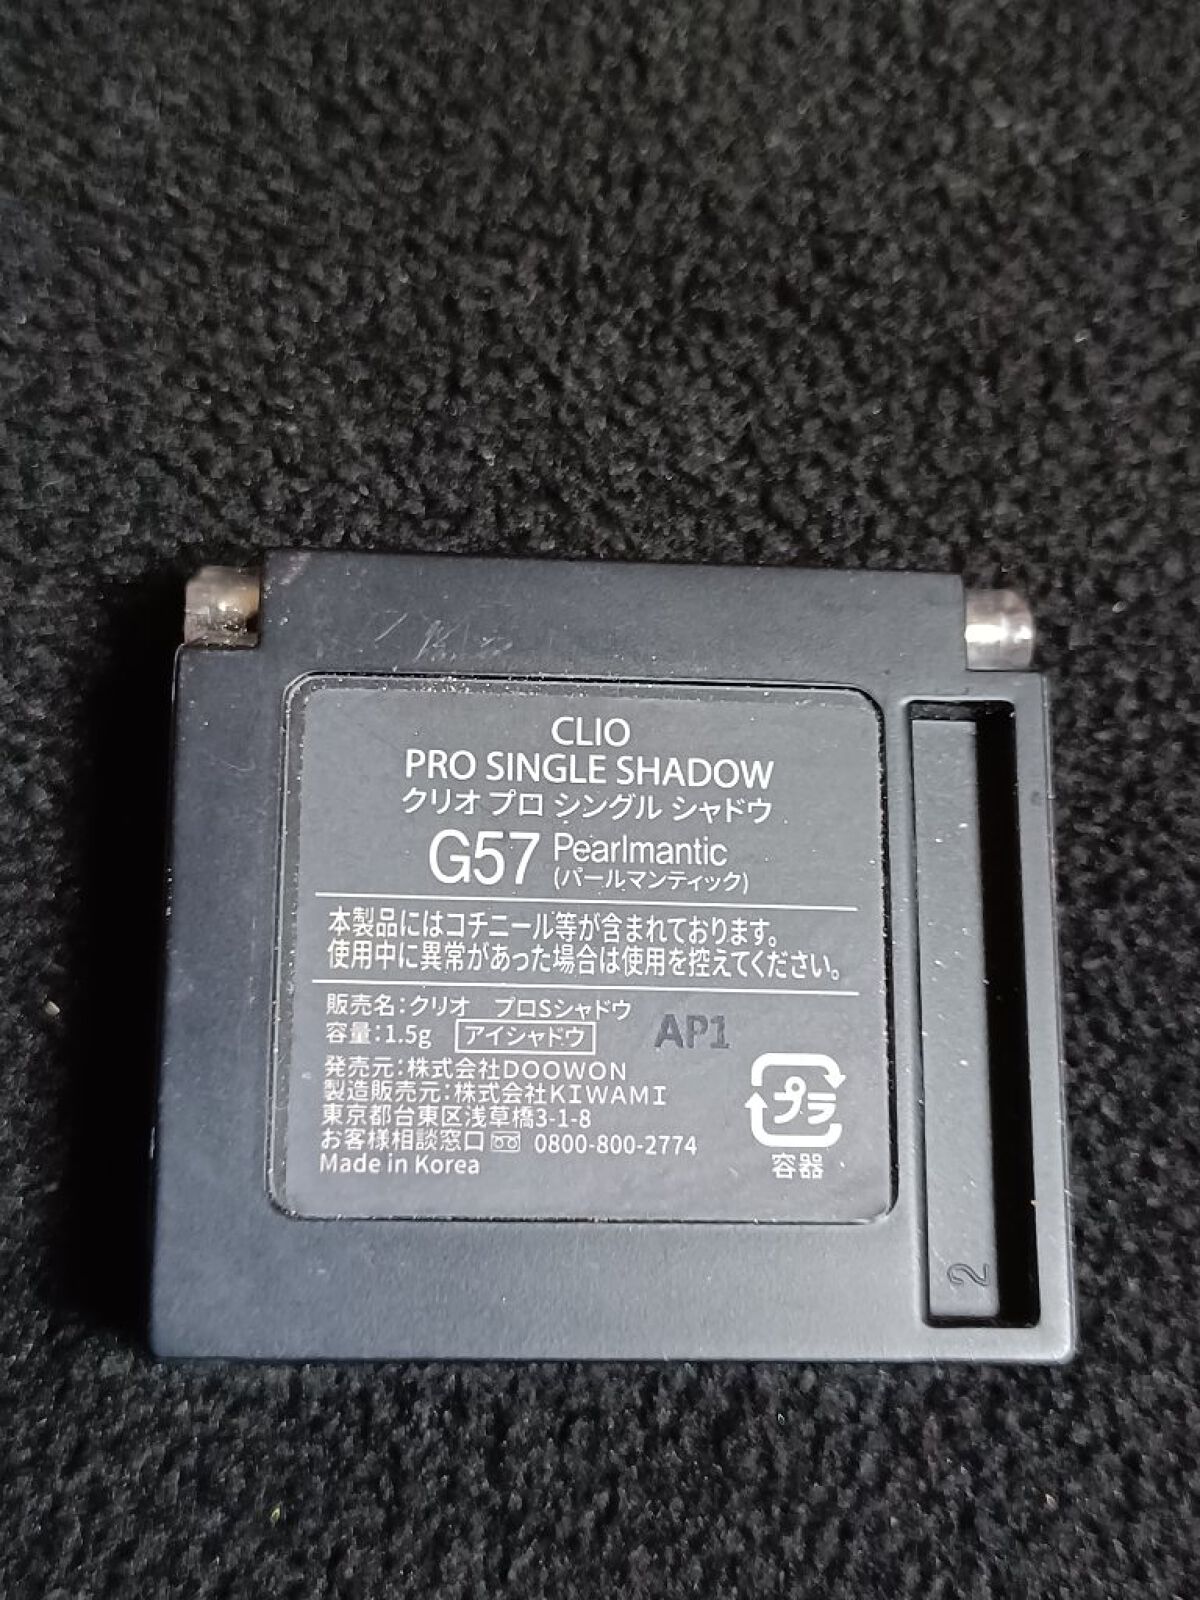 CLIO
PRO SINGLE SHADOW
クリオ プロ シングル シャドウ
G57 Pearlmantic
(パールマンティック)
本製品にはコチニール等が含まれております。
使用中に異常があった場合は使用を控えてください。
販売名:クリオ プロSシャドウ
容量:1.5g アイシャドウ
AP1
発売元:株式会社DOOWON
製造販売元:株式会社KIWAMI
東京都台東区浅草橋3-1-8
お客様相談窓口 0800-800-2774
Made in Korea
プラ
容器
2